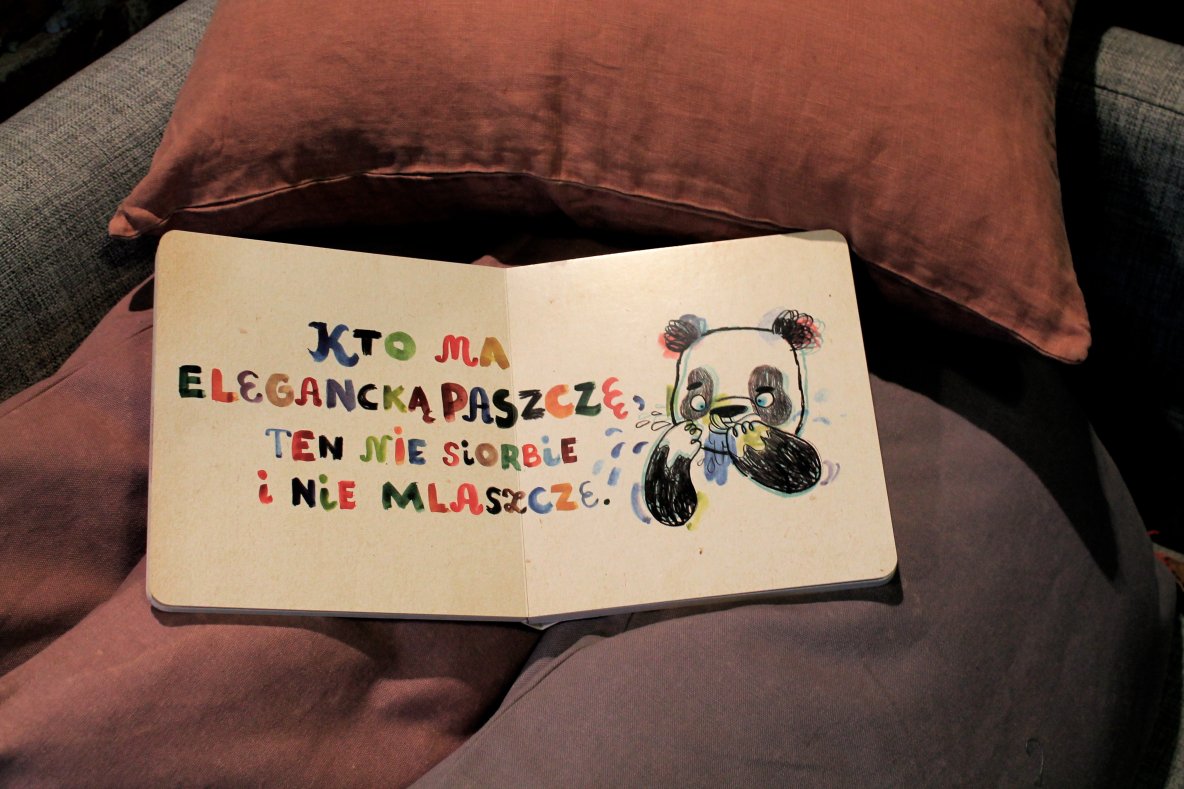 KTO MA
ELEGANCKĄ PASZCZĘ,
TEN NIE SiORBiE
i NiE MLASZCZE.